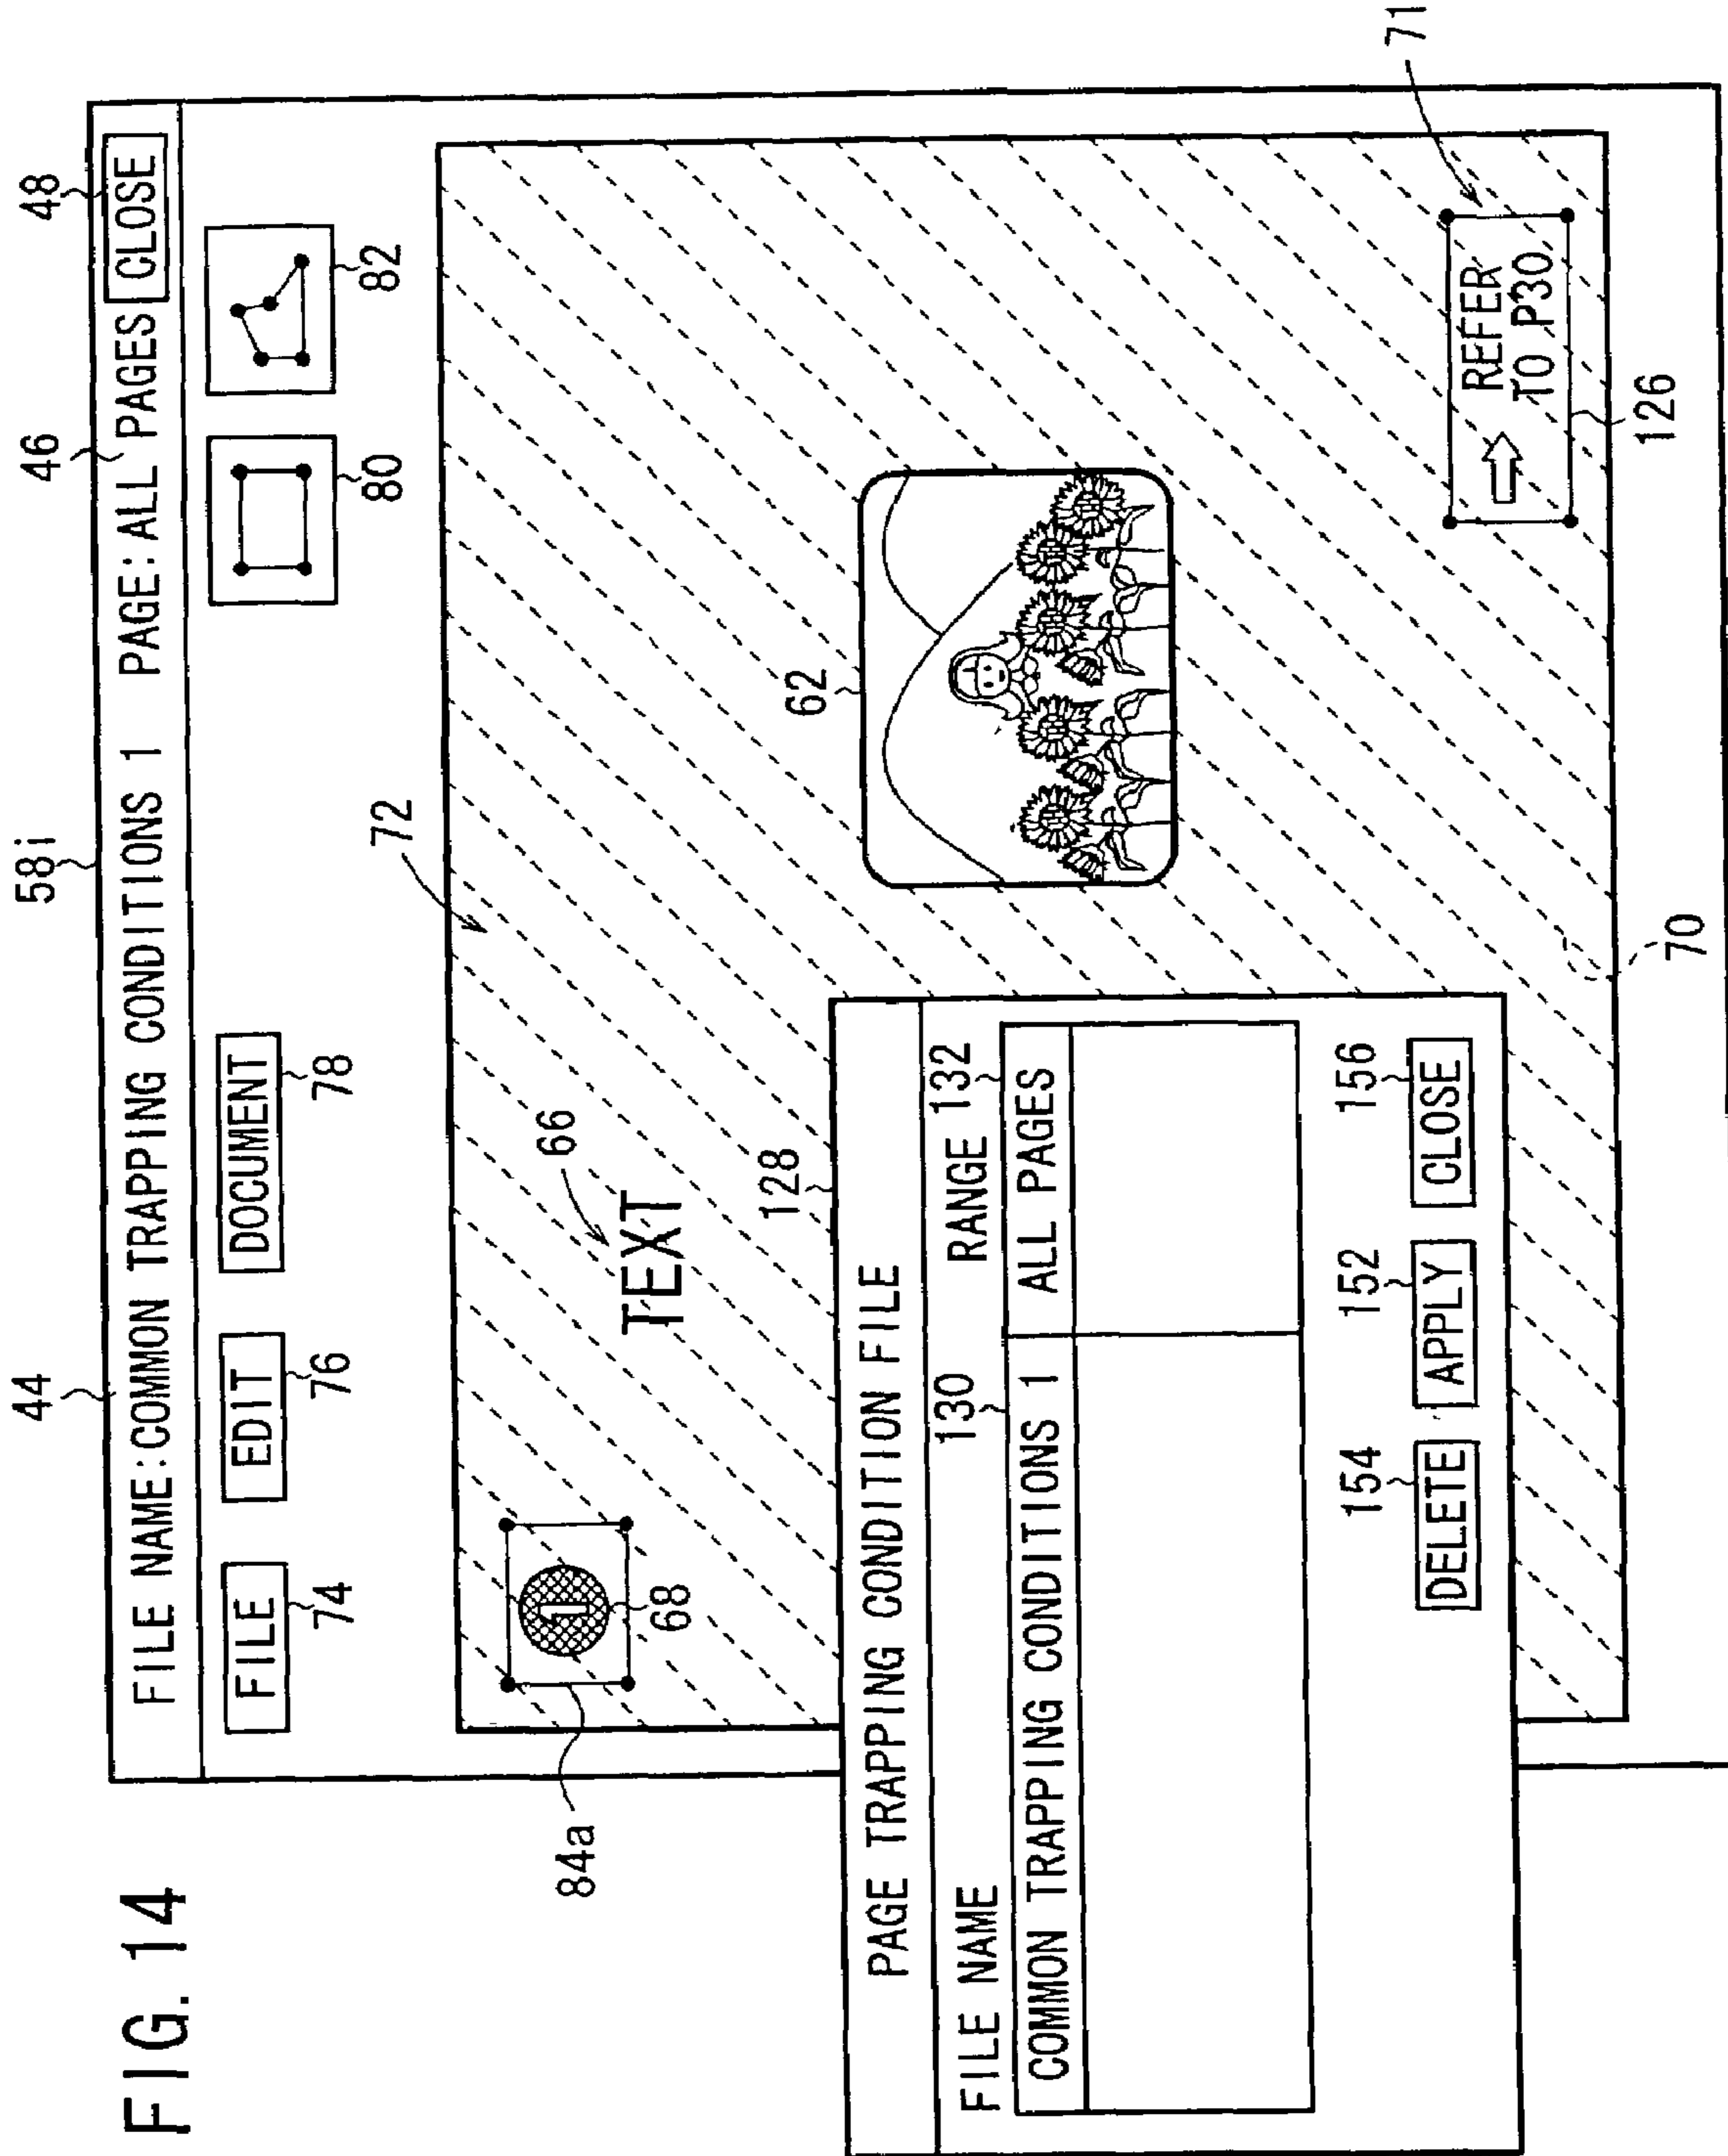 FIG. 14
44
58i
46
48
FILE NAME:COMMON TRAPPING CONDITIONS 1 PAGE:ALL PAGES CLOSE
FILE EDIT DOCUMENT
74 76 78 80 82
72
84a
1
68
66
TEXT
62
128
PAGE TRAPPING CONDITION FILE
130 132
FILE NAME RANGE
COMMON TRAPPING CONDITIONS 1 ALL PAGES
154 152 156
DELETE APPLY CLOSE
71
REFER
TO P30.
126
70